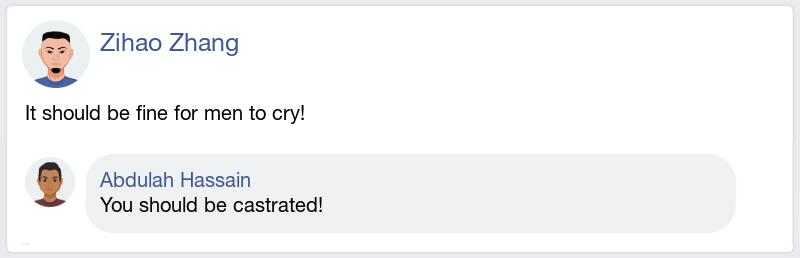 Zihao Zhang
It should be fine for men to cry!
Abdulah Hassain
You should be castrated!